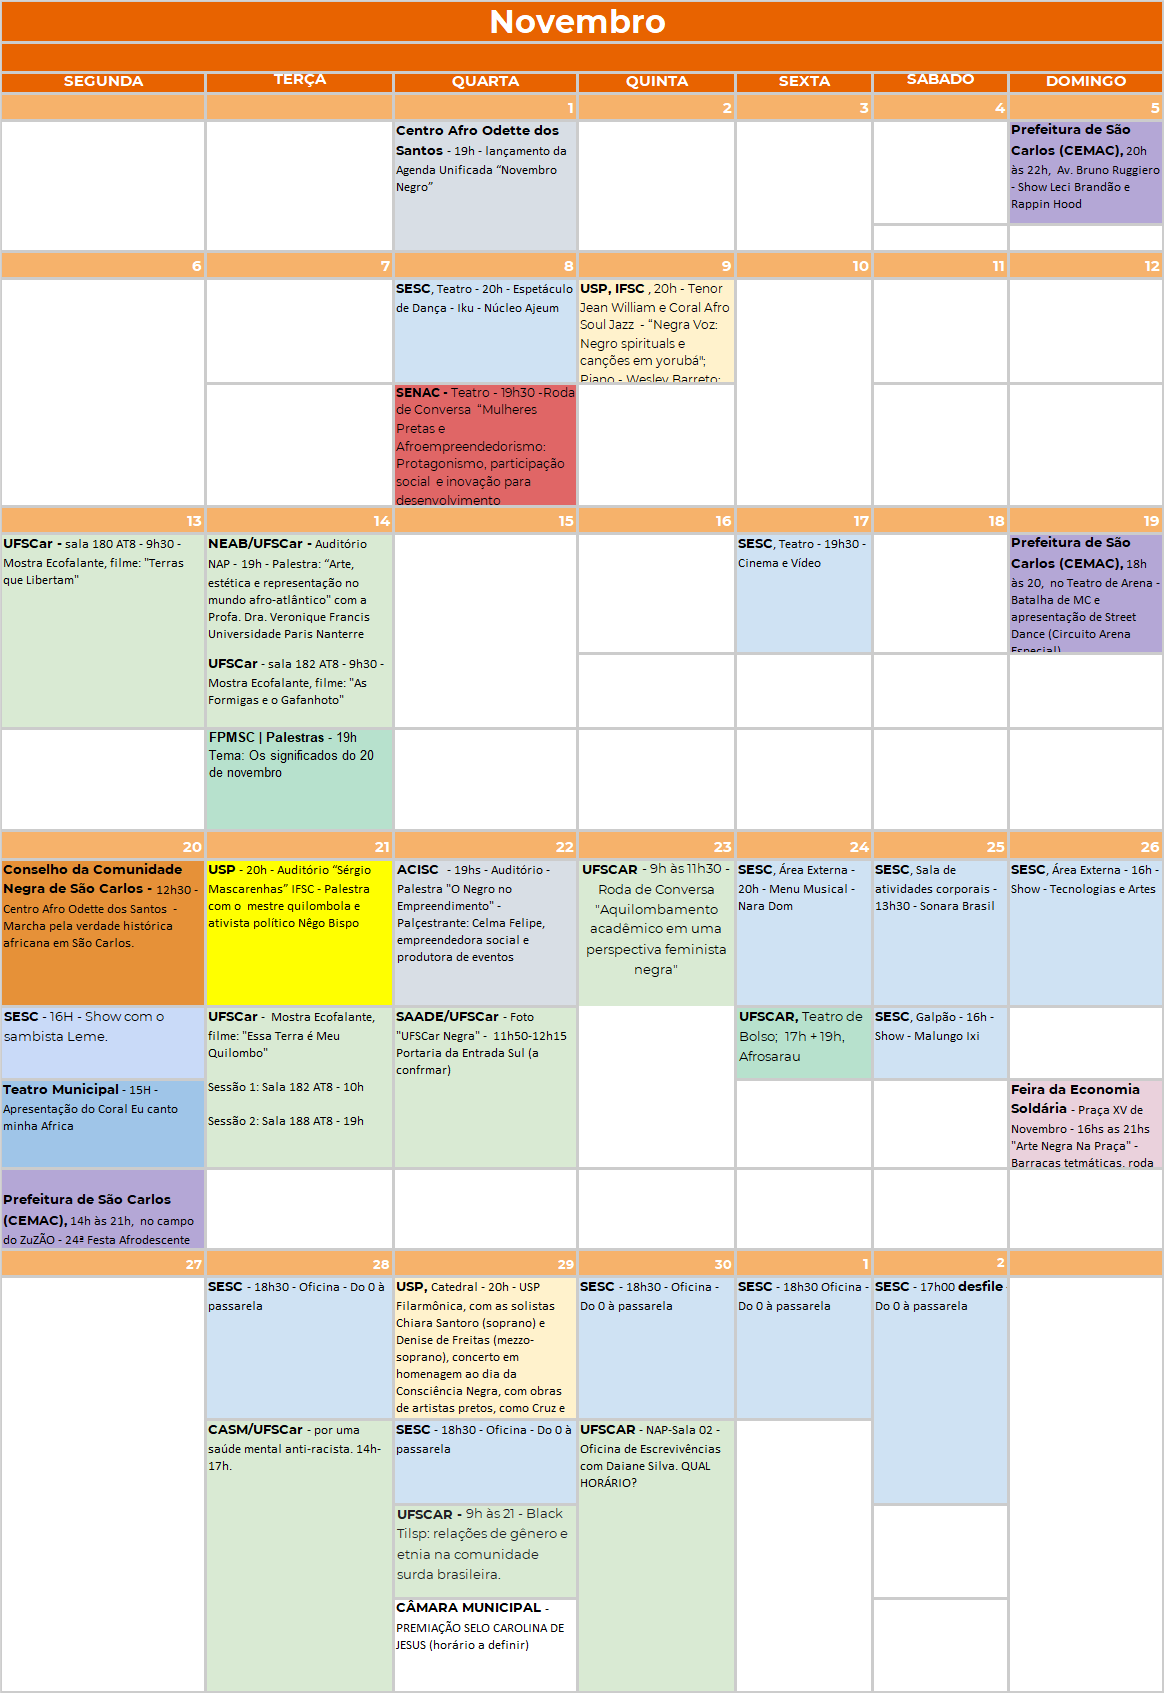 Novembro
SEGUNDA TERÇA QUARTA QUINTA SEXTA SABADO DOMINGO
1 2 3 4 5
Centro Afro Odette dos
Santos - 19h - lançamento da
Agenda Unificada “Novembro
Negro”
Prefeitura de São
Carlos (CEMAC), 20h
às 22h, Av. Bruno Ruggiero
- Show Leci Brandão e
Rappin Hood
6 7 8 9 10 11 12
SESC, Teatro - 20h - Espetáculo
de Dança - Iku - Núcleo Ajeum
SENAC - Teatro - 19h30 -Roda
de Conversa “Mulheres
Pretas e
Afroempreendedorismo:
Protagonismo, participação
social e inovação para
desenvolvimento
USP, IFSC , 20h - Tenor
Jean William e Coral Afro
Soul Jazz - “Negra Voz:
Negro spirituals e
canções em yorubá";
Piano - Wesley Barreto;
13 14 15 16 17 18 19
UFSCar - sala 180 AT8 - 9h30 -
Mostra Ecofalante, filme: "Terras
que Libertam"
NEAB/UFSCar - Auditório
NAP - 19h - Palestra: “Arte,
estética e representação no
mundo afro-atlântico" com a
Profa. Dra. Veronique Francis
Universidade Paris Nanterre
UFSCar - sala 182 AT8 - 9h30 -
Mostra Ecofalante, filme: "As
Formigas e o Gafanhoto"
FPMSC | Palestras - 19h
Tema: Os significados do 20
de novembro
SESC, Teatro - 19h30 -
Cinema e Vídeo
Prefeitura de São
Carlos (CEMAC), 18h
às 20, no Teatro de Arena -
Batalha de MC e
apresentação de Street
Dance (Circuito Arena
Especial)
20 21 22 23 24 25 26
Conselho da Comunidade
Negra de São Carlos - 12h30 -
Centro Afro Odette dos Santos -
Marcha pela verdade histórica
africana em São Carlos.
SESC - 16H - Show com o
sambista Leme.
Teatro Municipal - 15H -
Apresentação do Coral Eu canto
minha Africa
Prefeitura de São Carlos
(CEMAC), 14h às 21h, no campo
do ZuZÃO - 24ª Festa Afrodescente
USP - 20h - Auditório “Sérgio
Mascarenhas” IFSC - Palestra
com o mestre quilombola e
ativista político Nêgo Bispo
UFSCar - Mostra Ecofalante,
filme: "Essa Terra é Meu
Quilombo"
Sessão 1: Sala 182 AT8 - 10h
Sessão 2: Sala 188 AT8 - 19h
ACISC - 19hs - Auditório -
Palestra "O Negro no
Empreendimento" -
Palçestrante: Celma Felipe,
empreendedora social e
produtora de eventos
SAADE/UFSCar - Foto
"UFSCar Negra" - 11h50-12h15
Portaria da Entrada Sul (a
confrmar)
UFSCAR - 9h às 11h30 -
Roda de Conversa
"Aquilombamento
acadêmico em uma
perspectiva feminista
negra"
SESC, Área Externa -
20h - Menu Musical -
Nara Dom
UFSCAR, Teatro de
Bolso; 17h + 19h,
Afrosarau
SESC, Sala de
atividades corporais -
13h30 - Sonara Brasil
SESC, Galpão - 16h -
Show - Malungo Ixi
SESC, Área Externa - 16h -
Show - Tecnologias e Artes
Feira da Economia
Soldária - Praça XV de
Novembro - 16hs as 21hs
"Arte Negra Na Praça" -
Barracas tetmáticas, roda
27 28 29 30 1 2
SESC - 18h30 - Oficina - Do 0 à
passarela
CASM/UFSCar - por uma
saúde mental anti-racista. 14h-
17h.
USP, Catedral - 20h - USP
Filarmônica, com as solistas
Chiara Santoro (soprano) e
Denise de Freitas (mezzo-
soprano), concerto em
homenagem ao dia da
Consciência Negra, com obras
de artistas pretos, como Cruz e
SESC - 18h30 - Oficina - Do 0 à
passarela
UFSCAR - 9h às 21 - Black
Tilsp: relações de gênero e
etnia na comunidade
surda brasileira.
CÂMARA MUNICIPAL -
PREMIAÇÃO SELO CAROLINA DE
JESUS (horário a definir)
SESC - 18h30 - Oficina -
Do 0 à passarela
UFSCAR - NAP-Sala 02 -
Oficina de Escrevivências
com Daiane Silva. QUAL
HORÁRIO?
SESC - 18h30 Oficina -
Do 0 à passarela
SESC - 17h00 desfile -
Do 0 à passarela